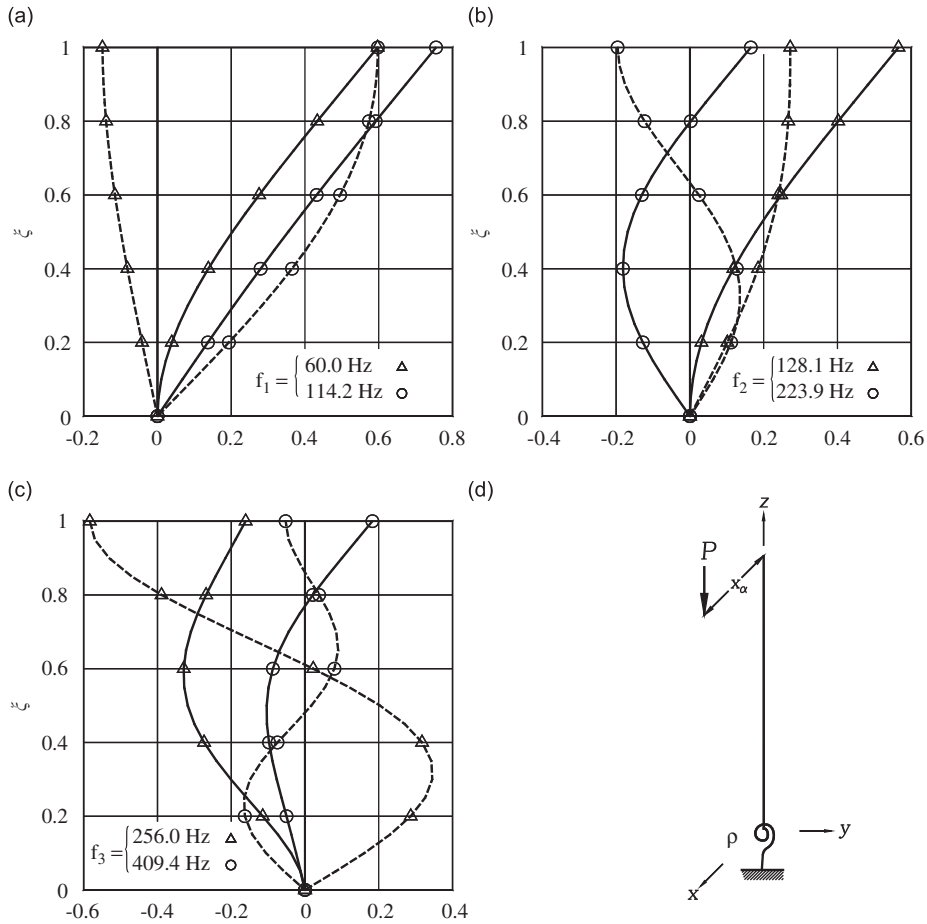 (a)
1
0.8
0.6
ξ
0.4
0.2
0
f1 = { 60.0 Hz △
114.2 Hz ○
-0.2 0 0.2 0.4 0.6 0.8
(b)
1
0.8
0.6
ξ
0.4
0.2
0
f2 = { 128.1 Hz △
223.9 Hz ○
-0.4 -0.2 0 0.2 0.4 0.6
(c)
1
0.8
0.6
ξ
0.4
0.2
0
f3 = { 256.0 Hz △
409.4 Hz ○
-0.6 -0.4 -0.2 0 0.2 0.4
(d)
z
P
xα
ρ
y
x